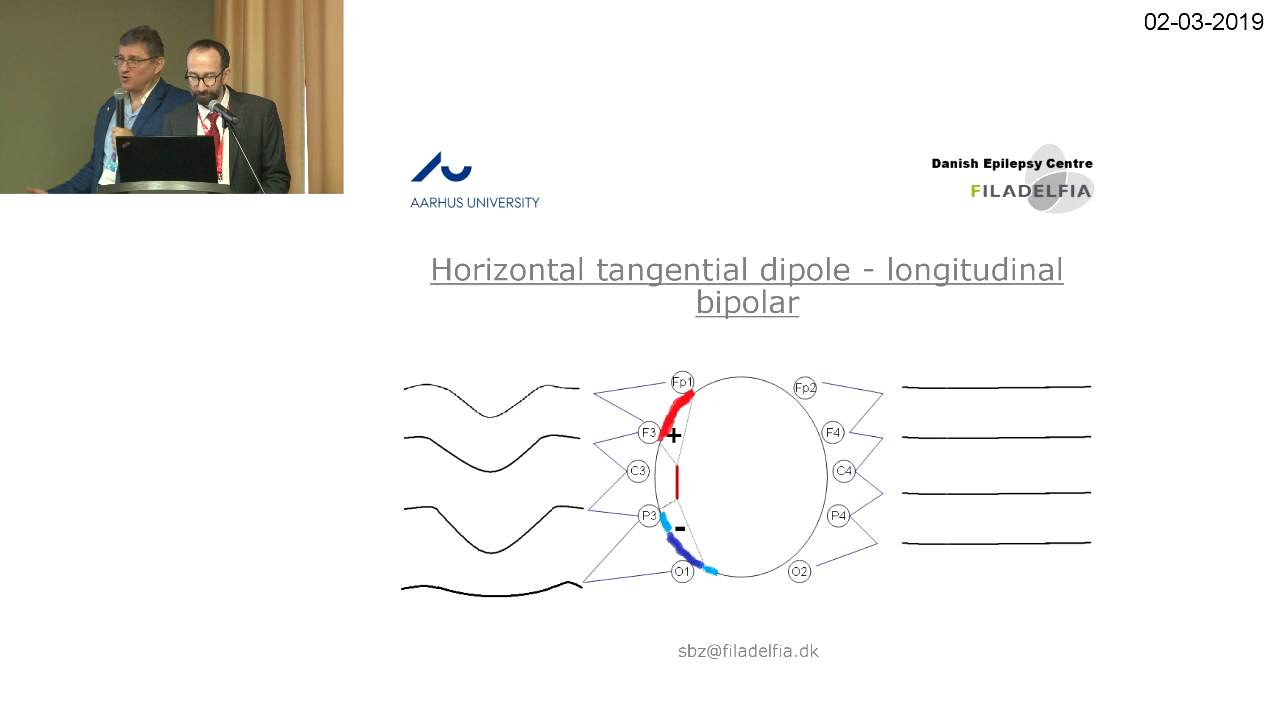 02-03-2019
AARHUS UNIVERSITY
Danish Epilepsy Centre
FILADELFIA
Horizontal tangential dipole - longitudinal
bipolar
Fp1
Fp2
F3
+
F4
C3
C4
P3
-
P4
O1
O2
sbz@filadelfia.dk